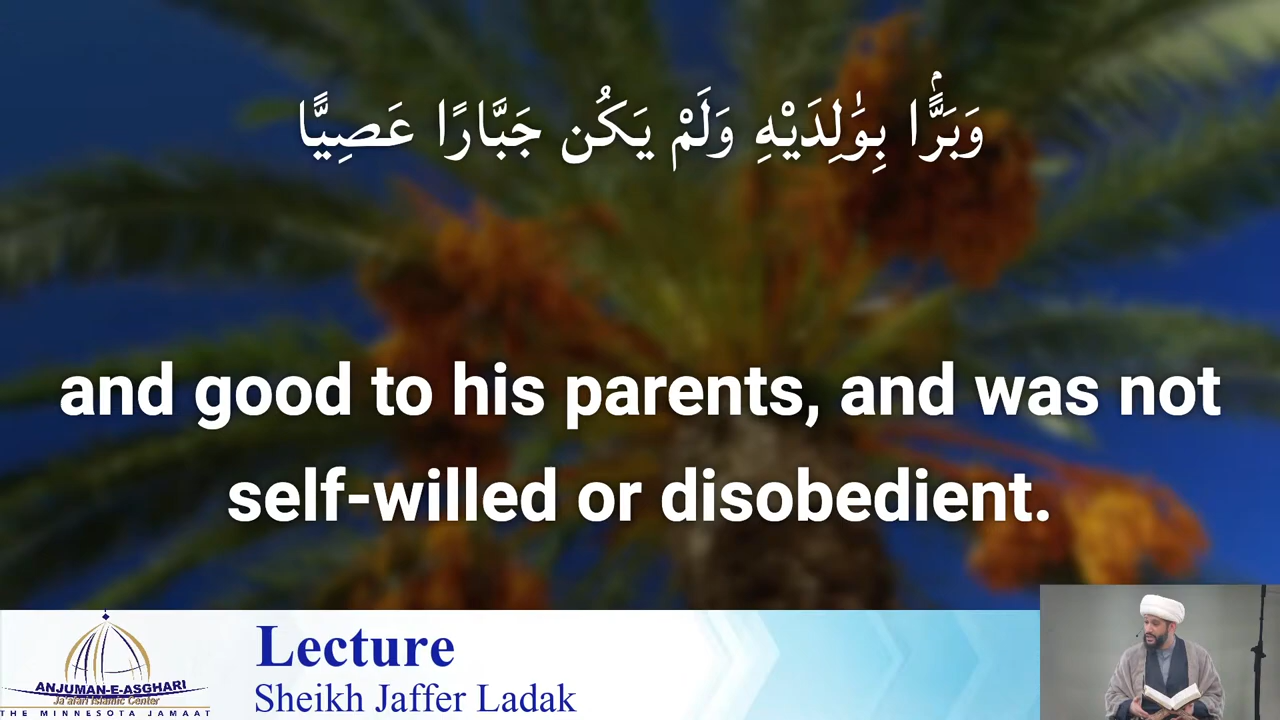 وَبَرًّۢا بِوَٰلِدَيْهِ وَلَمْ يَكُن جَبَّارًا عَصِيًّا
and good to his parents, and was not
self-willed or disobedient.
Lecture
Sheikh Jaffer Ladak
ANJUMAN-E-ASGHARI
Ja'afari Islamic Center
THE MINNESOTA JAMAAT